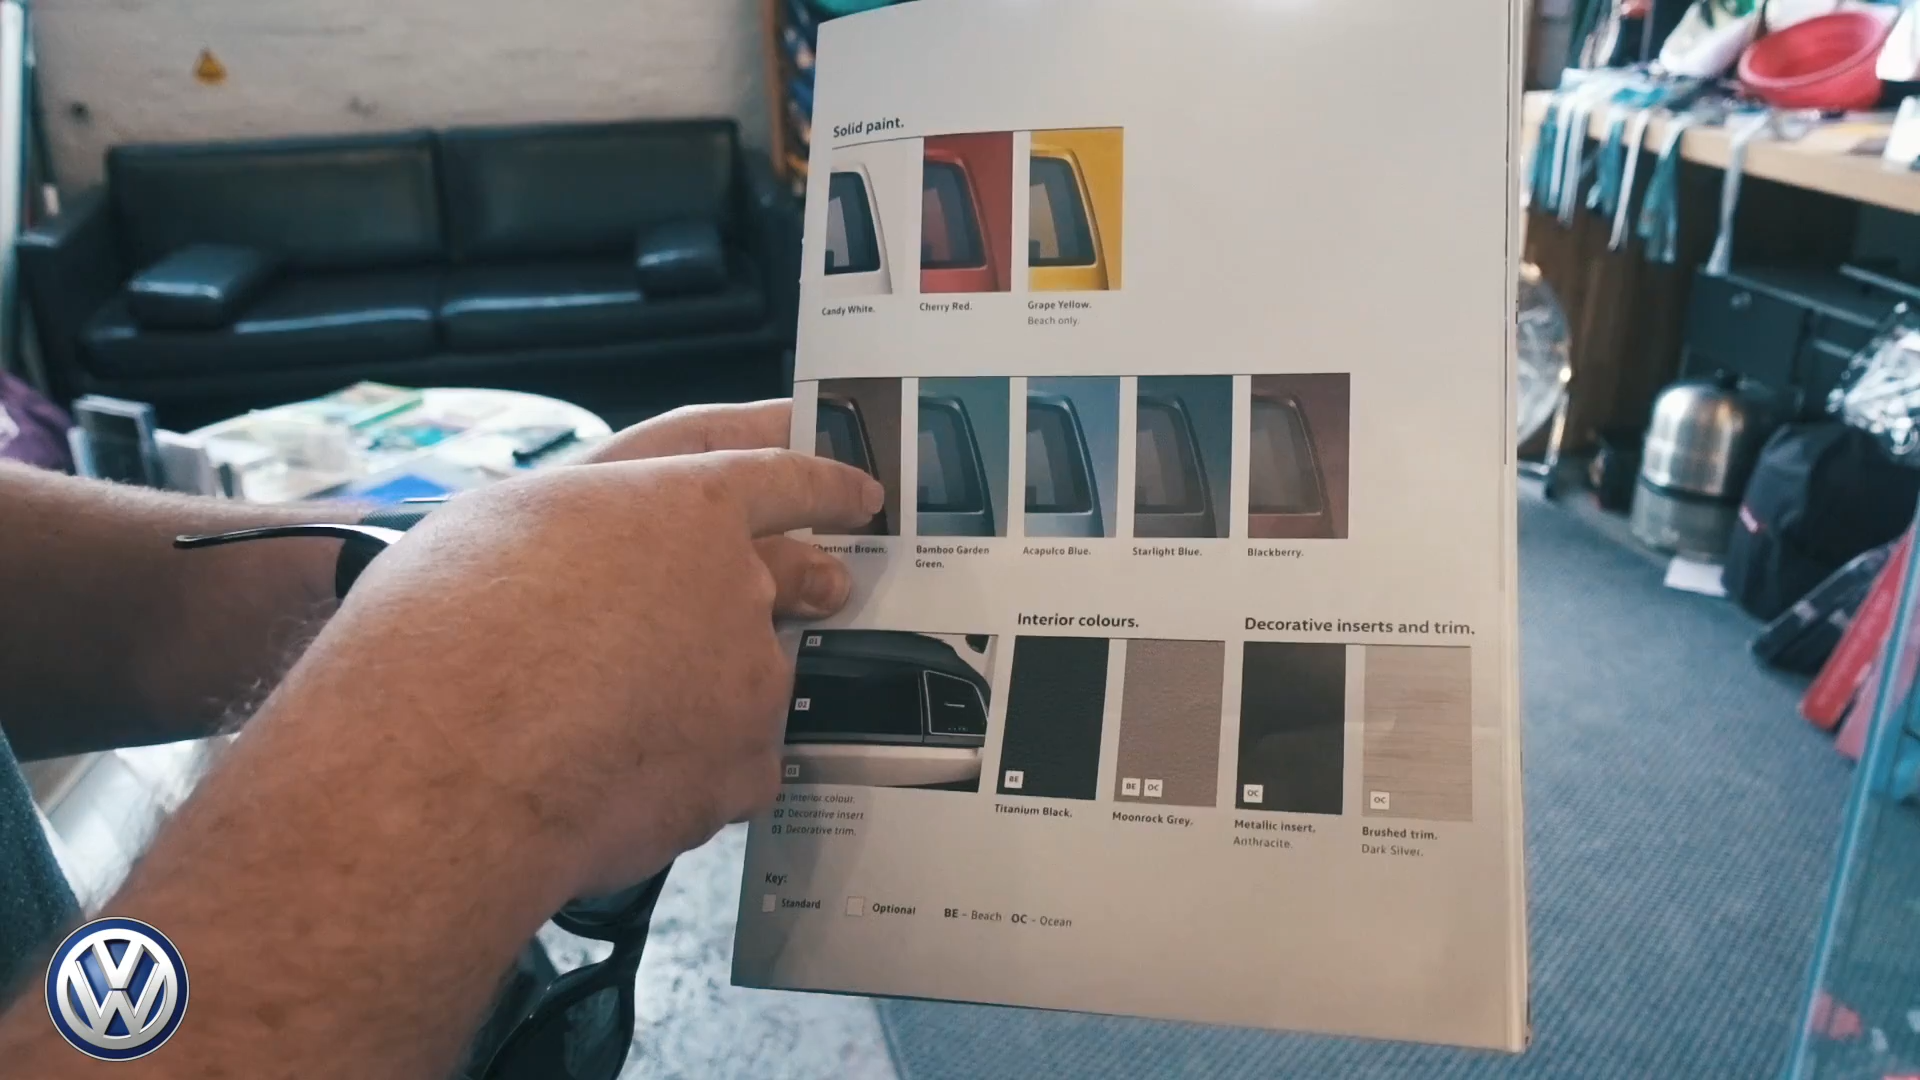 Solid paint.
Candy White.
Cherry Red.
Grape Yellow.
Beach only.
Chestnut Brown.
Bamboo Garden
Green.
Acapulco Blue.
Starlight Blue.
Blackberry.
Interior colours.
Decorative inserts and trim.
01
02
03
BE
BE OC
OC
OC
01 Interior colour.
02 Decorative insert.
03 Decorative trim.
Titanium Black.
Moonrock Grey.
Metallic insert.
Anthracite.
Brushed trim.
Dark Silver.
Key:
Standard
Optional
BE - Beach OC - Ocean
VW